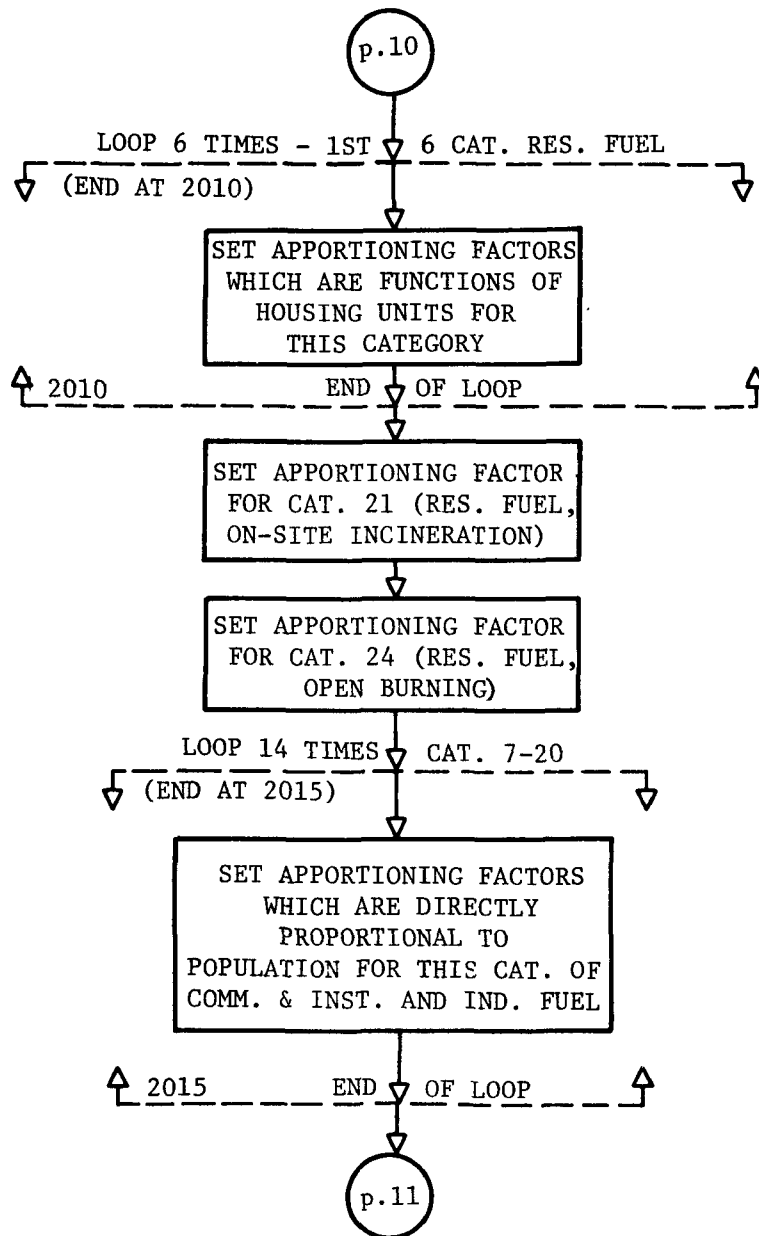 p.10
LOOP 6 TIMES - 1ST 6 CAT. RES. FUEL
(END AT 2010)
SET APPORTIONING FACTORS
WHICH ARE FUNCTIONS OF
HOUSING UNITS FOR
THIS CATEGORY
2010 END OF LOOP
SET APPORTIONING FACTOR
FOR CAT. 21 (RES. FUEL,
ON-SITE INCINERATION)
SET APPORTIONING FACTOR
FOR CAT. 24 (RES. FUEL,
OPEN BURNING)
LOOP 14 TIMES CAT. 7-20
(END AT 2015)
SET APPORTIONING FACTORS
WHICH ARE DIRECTLY
PROPORTIONAL TO
POPULATION FOR THIS CAT. OF
COMM. & INST. AND IND. FUEL
2015 END OF LOOP
p.11